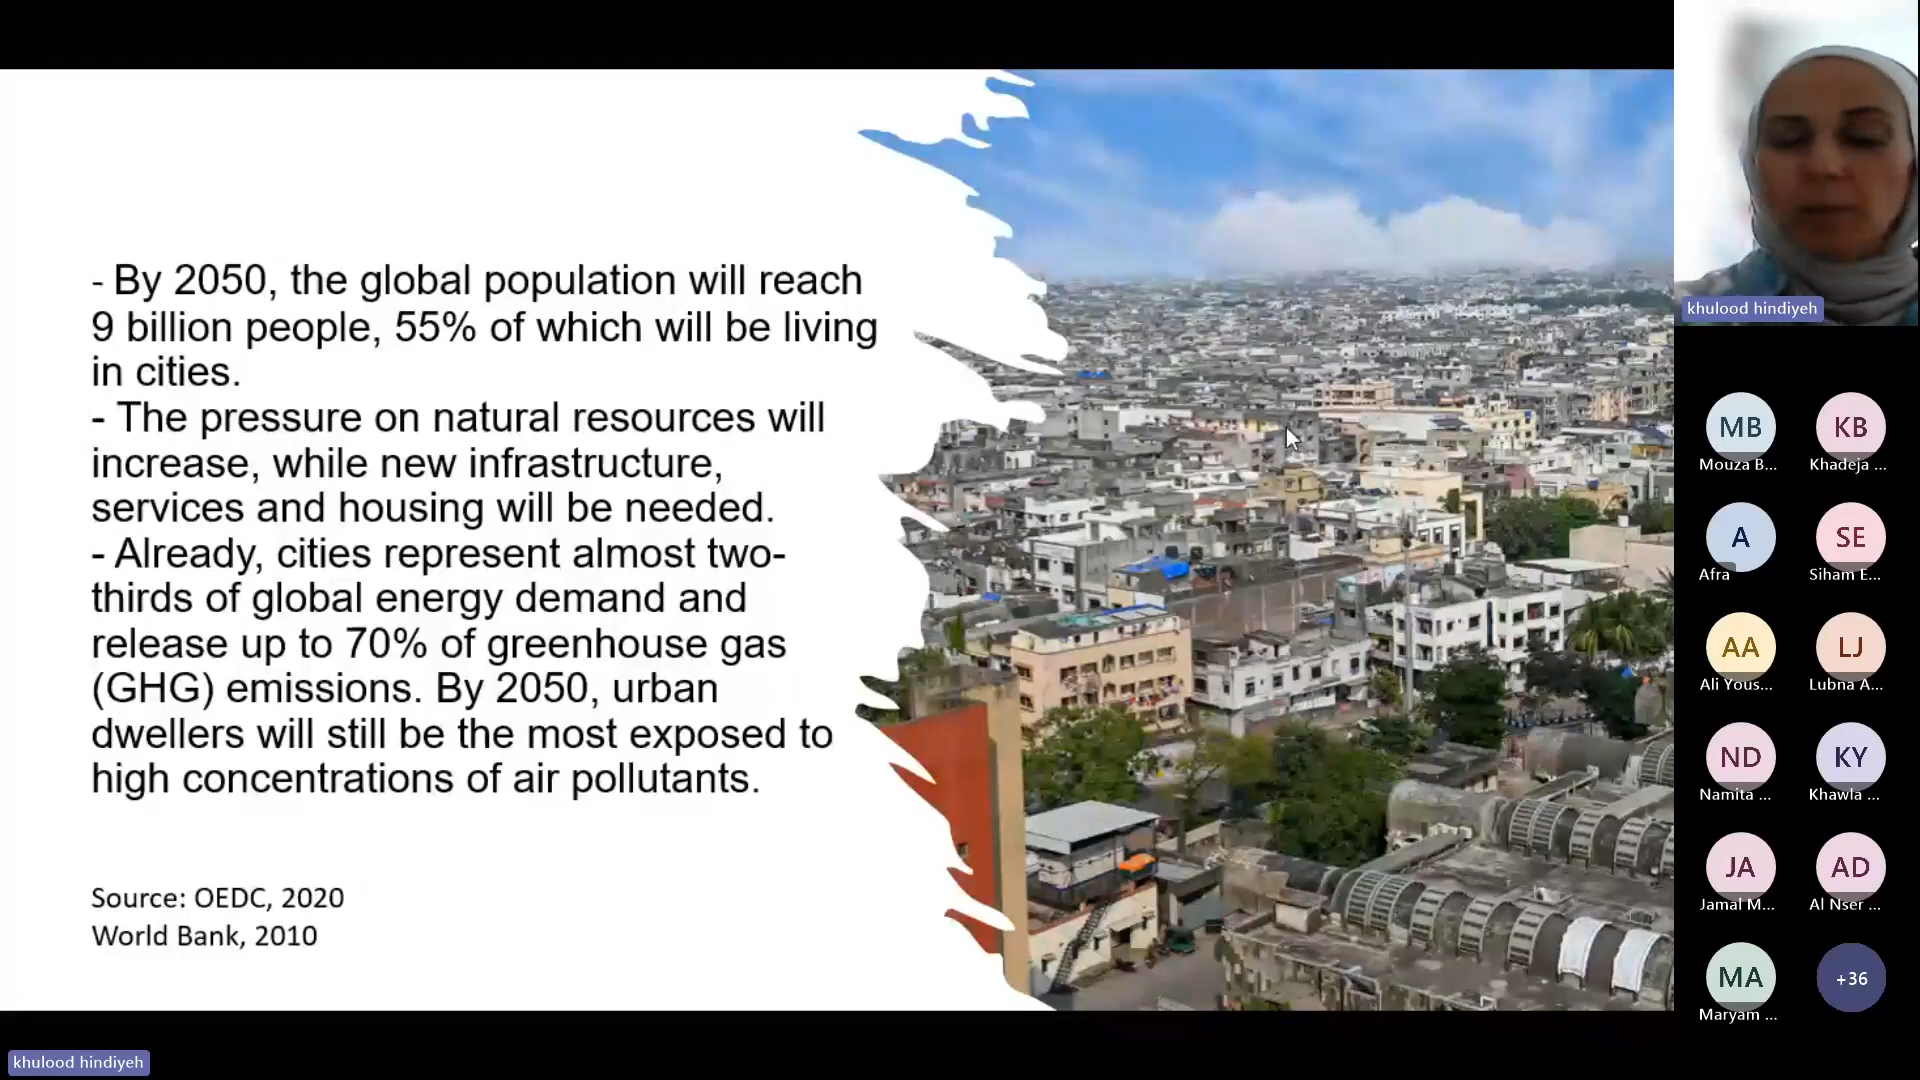 - By 2050, the global population will reach
9 billion people, 55% of which will be living
in cities.
- The pressure on natural resources will
increase, while new infrastructure,
services and housing will be needed.
- Already, cities represent almost two-
thirds of global energy demand and
release up to 70% of greenhouse gas
(GHG) emissions. By 2050, urban
dwellers will still be the most exposed to
high concentrations of air pollutants.
Source: OEDC, 2020
World Bank, 2010
khulood hindiyeh
khulood hindiyeh
MB
KB
Mouza B...
Khadeja ...
A
SE
Afra
Siham E...
AA
LJ
Ali Yous...
Lubna A...
ND
KY
Namita ...
Khawla ...
JA
AD
Jamal M...
Al Nser ...
MA
+36
Maryam ...